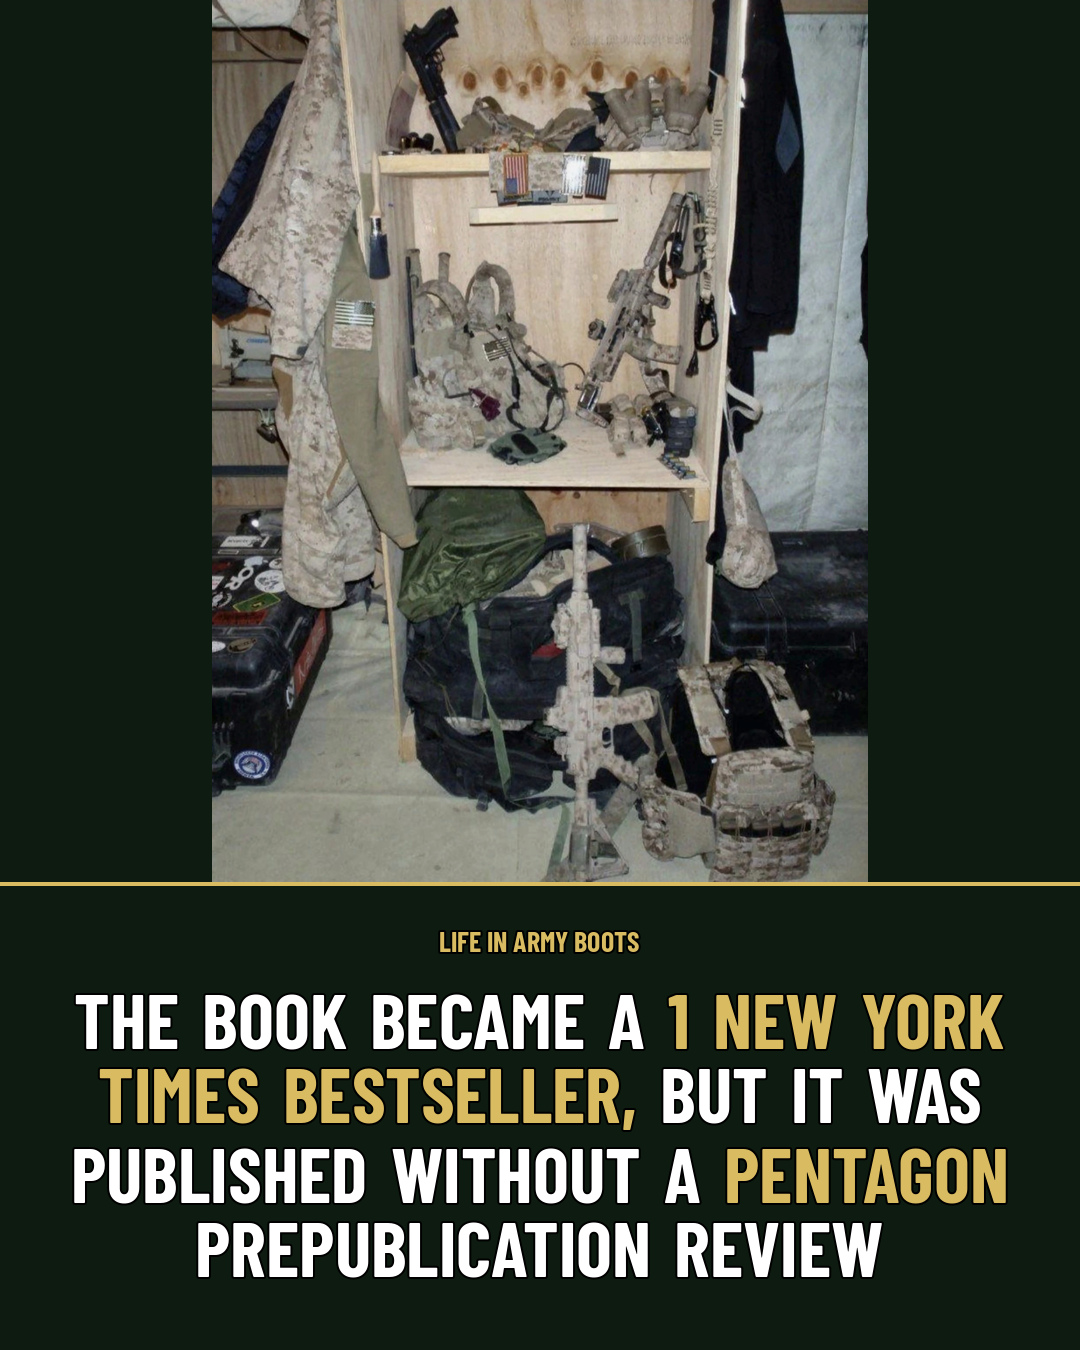 LIFE IN ARMY BOOTS
THE BOOK BECAME A 1 NEW YORK
TIMES BESTSELLER, BUT IT WAS
PUBLISHED WITHOUT A PENTAGON
PREPUBLICATION REVIEW